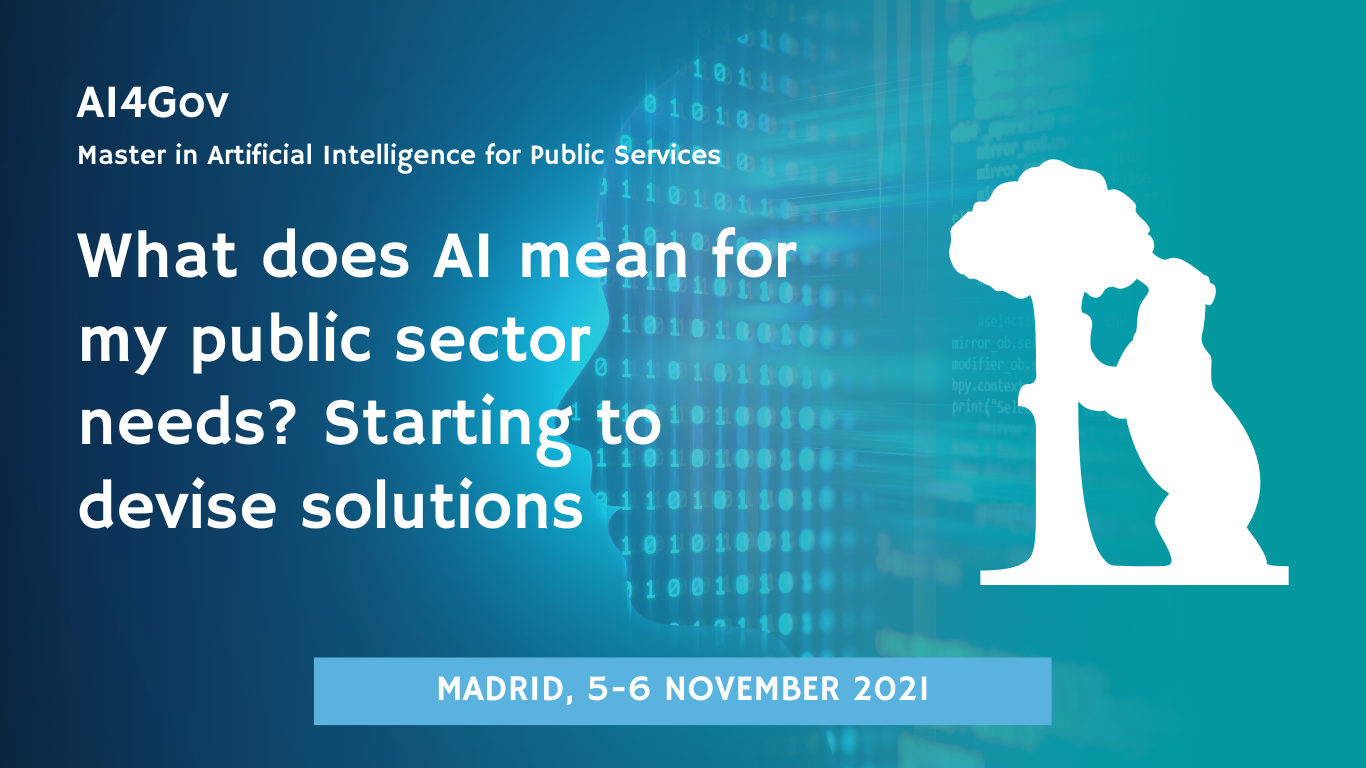 AI4Gov
Master in Artificial Intelligence for Public Services
What does AI mean for
my public sector
needs? Starting to
devise solutions
MADRID, 5-6 NOVEMBER 2021